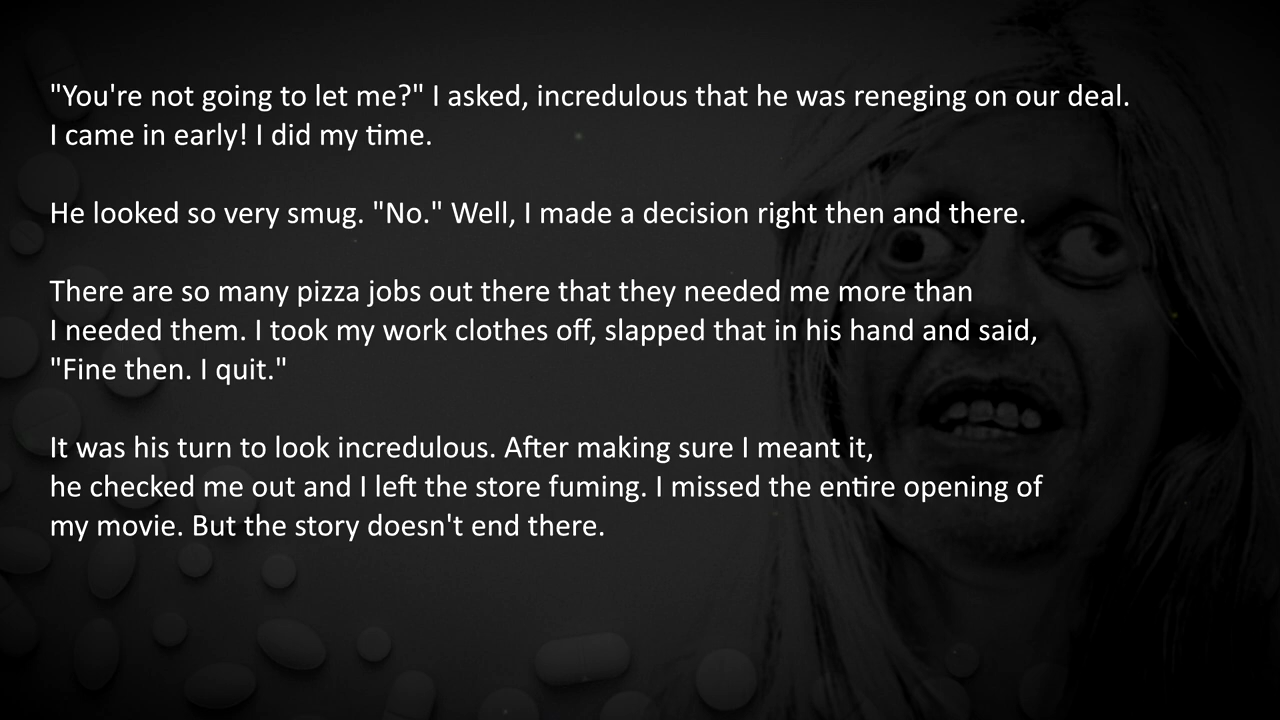 "You're not going to let me?" I asked, incredulous that he was reneging on our deal.
I came in early! I did my time.
He looked so very smug. "No." Well, I made a decision right then and there.
There are so many pizza jobs out there that they needed me more than
I needed them. I took my work clothes off, slapped that in his hand and said,
"Fine then. I quit."
It was his turn to look incredulous. After making sure I meant it,
he checked me out and I left the store fuming. I missed the entire opening of
my movie. But the story doesn't end there.